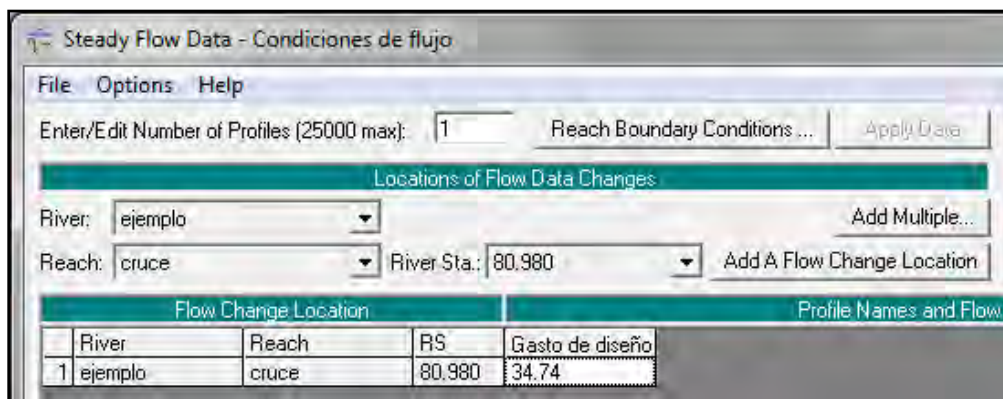 Steady Flow Data - Condiciones de flujo
File Options Help
Enter/Edit Number of Profiles (25000 max): 1 Reach Boundary Conditions ... Apply Data
Locations of Flow Data Changes
River: ejemplo Add Multiple...
Reach: cruce River Sta.: 80.980 Add A Flow Change Location
Flow Change Location Profile Names and Flow
River Reach RS Gasto de diseño
1 ejemplo cruce 80.980 34.74